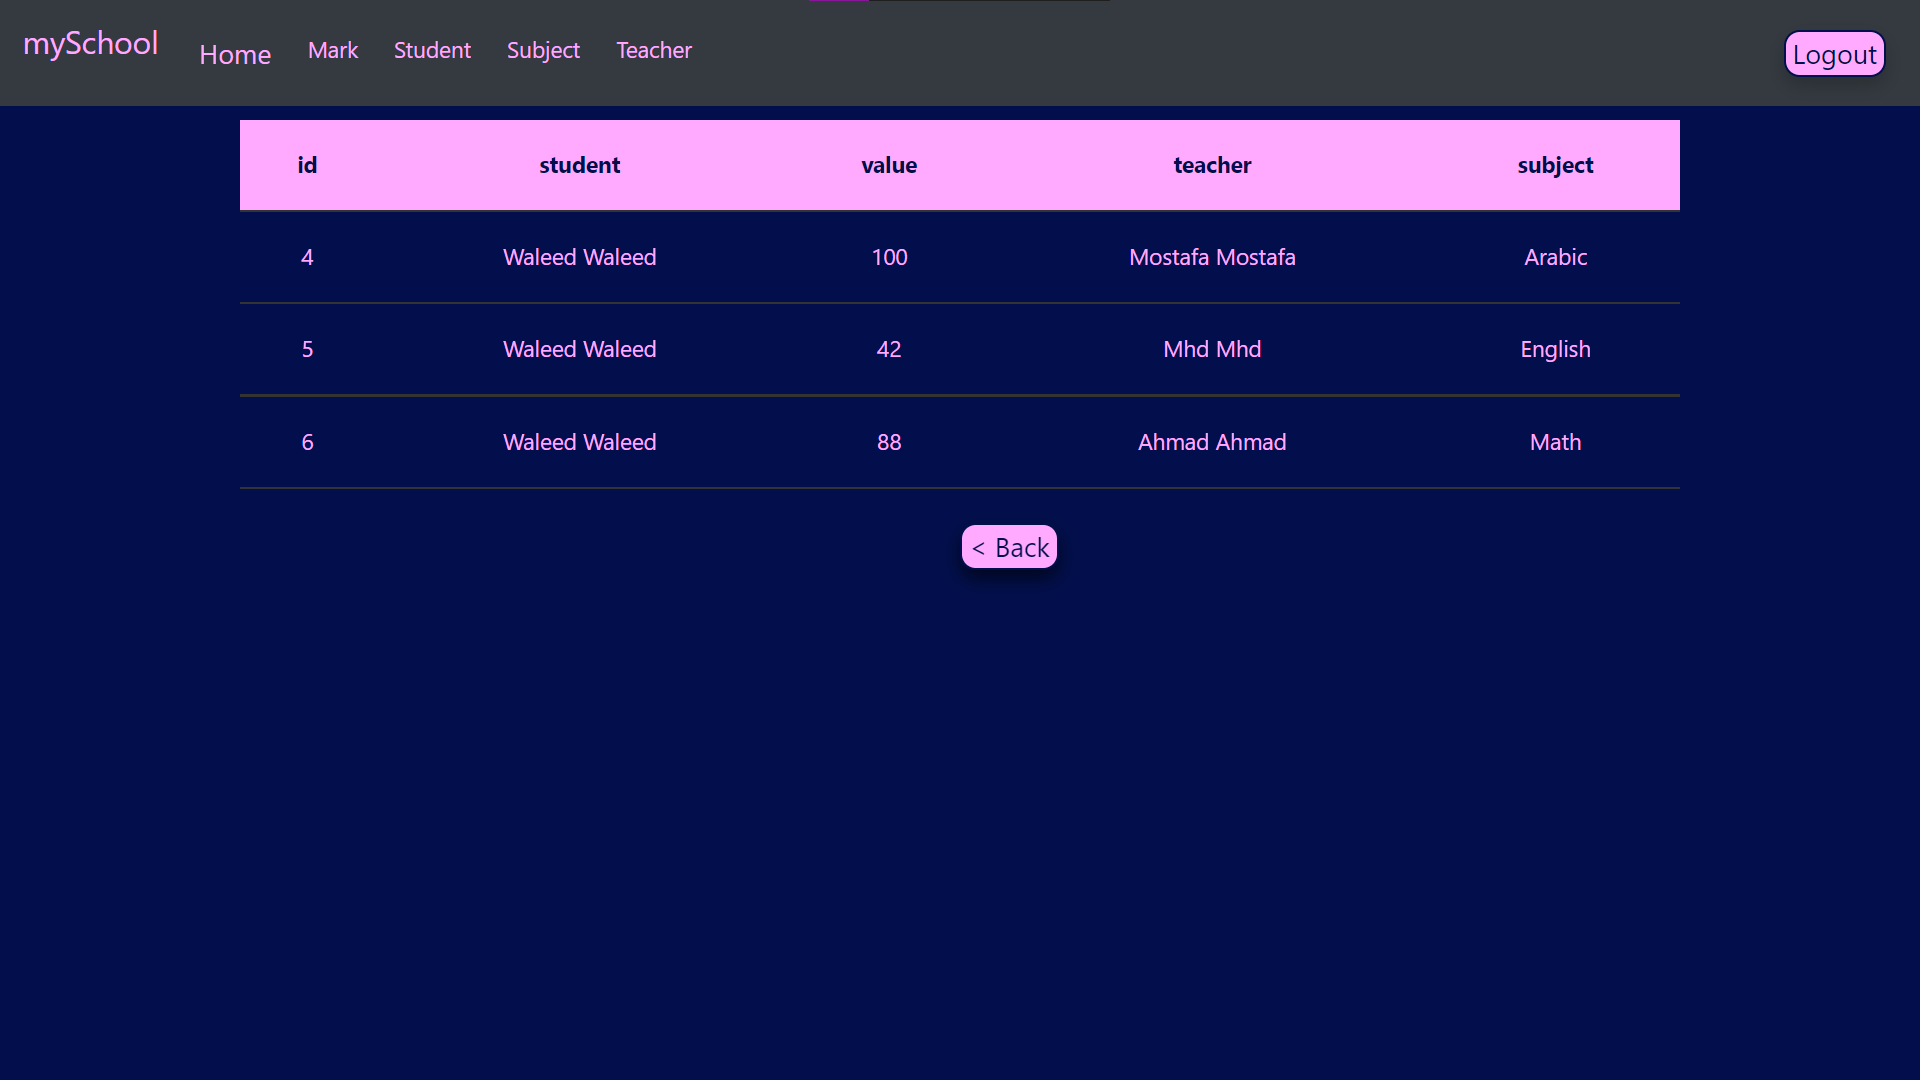 mySchool Home Mark Student Subject Teacher Logout
id student value teacher subject
4 Waleed Waleed 100 Mostafa Mostafa Arabic
5 Waleed Waleed 42 Mhd Mhd English
6 Waleed Waleed 88 Ahmad Ahmad Math
< Back